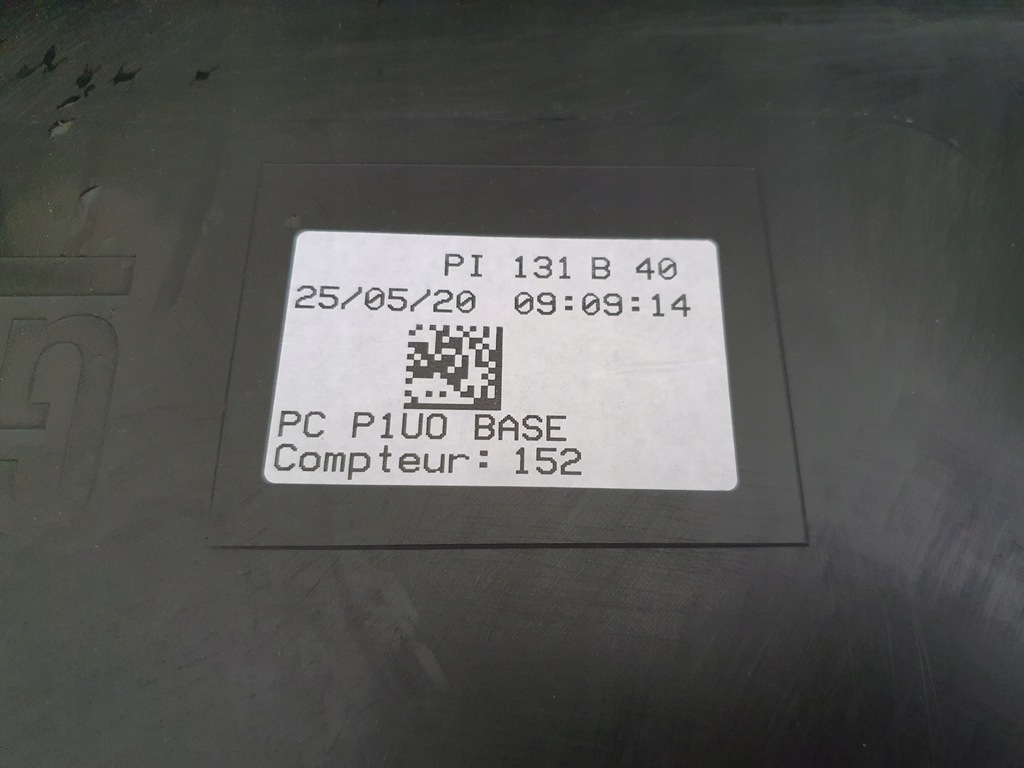 PI 131 B 40
25/05/20 09:09:14
PC P1UO BASE
Compteur: 152